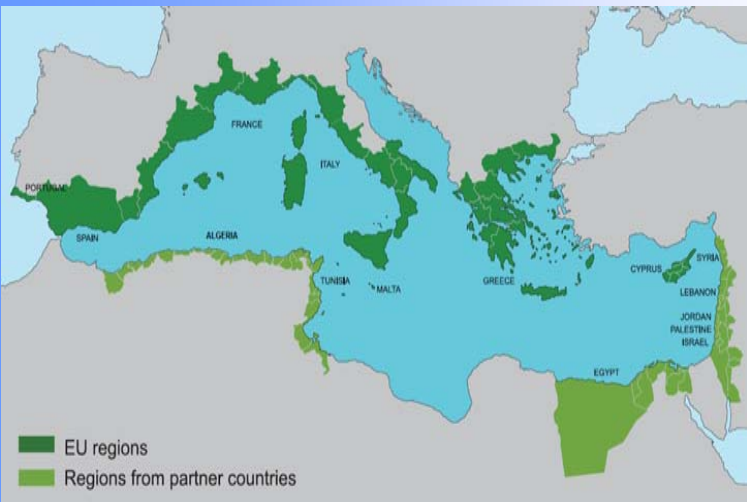 FRANCE
ITALY
PORTUGAL
SPAIN
ALGERIA
TUNISIA
MALTA
GREECE
CYPRUS
SYRIA
LEBANON
JORDAN
PALESTINE
ISRAEL
EGYPT
EU regions
Regions from partner countries